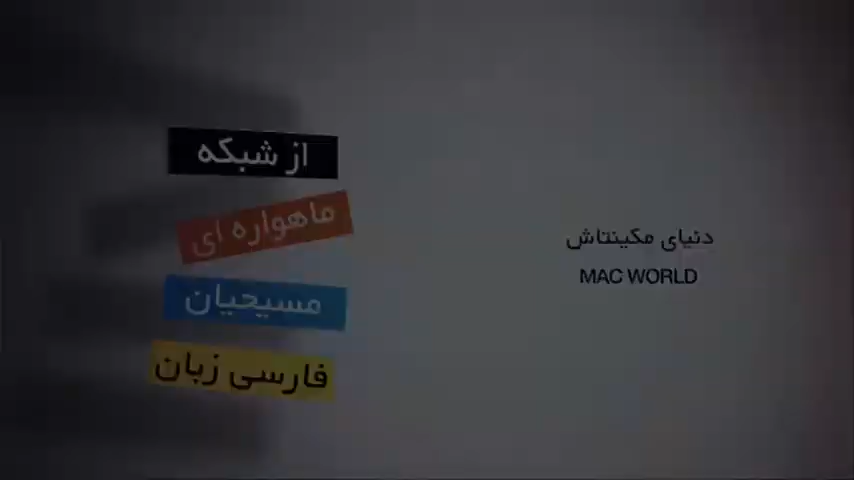 از شبکه
ماهواره ای
مسیحیان
فارسی زبان
دنیای مکینتاش
MAC WORLD